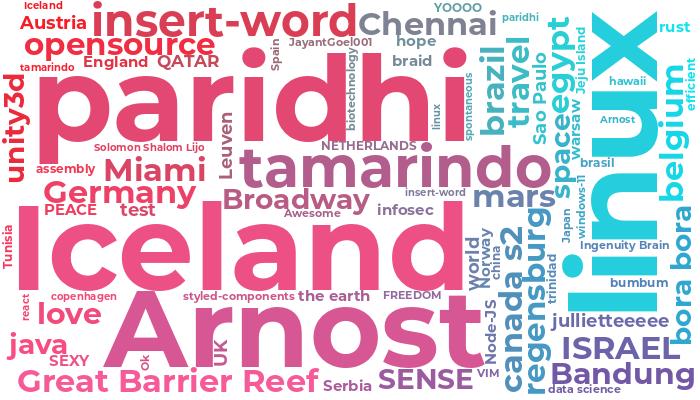 Iceland
Austria
insert-word
Chennai
YOOOO
paridhi
rust
opensource
JayantGoel001
hope
England
QATAR
Spain
braid
tamarindo
paridhi
biotechnology
linux
spontaneous
brazil
travel
Sao Paulo
spaceegypt
Jeju Island
warsaw
hawaii
efficient
linux
Arnost
belgium
unity3d
Solomon Shalom Lijo
Leuven
NETHERLANDS
assembly
Miami
tamarindo
brasil
Germany
Broadway
insert-word
mars
windows-11
PEACE
test
Awesome
infosec
Japan
Ingenuity Brain
Tunisia
Iceland
World
Norway
china
canada s2
regensburg
trinidad
bora bora
bumbum
react
copenhagen
styled-components
the earth
FREEDOM
love
Arnost
Node-JS
jullietteeeee
java
SEXY
Ok
UK
ISRAEL
Great Barrier Reef
Serbia
SENSE
VIM
Bandung
data science